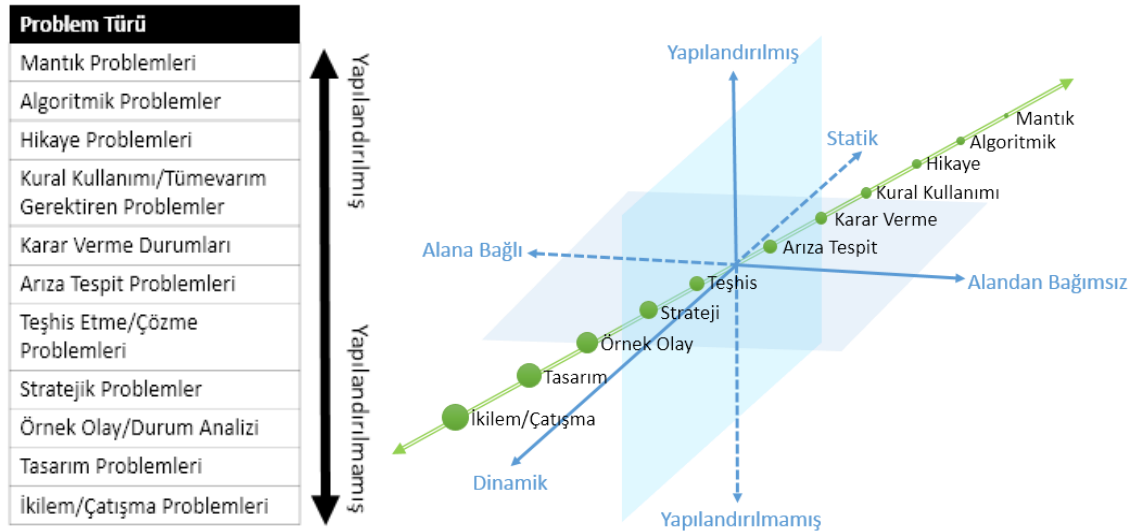 Problem Türü
Mantık Problemleri
Algoritmik Problemler
Hikaye Problemleri
Kural Kullanımı/Tümevarım
Gerektiren Problemler
Karar Verme Durumları
Arıza Tespit Problemleri
Teşhis Etme/Çözme
Problemleri
Stratejik Problemler
Örnek Olay/Durum Analizi
Tasarım Problemleri
İkilem/Çatışma Problemleri
Yapılandırılmış
Yapılandırılmamış
Yapılandırılmış
Mantık
Algoritmik
Statik
Hikaye
Kural Kullanımı
Karar Verme
Alana Bağlı
Arıza Tespit
Alandan Bağımsız
Teşhis
Strateji
Örnek Olay
Tasarım
İkilem/Çatışma
Dinamik
Yapılandırılmamış